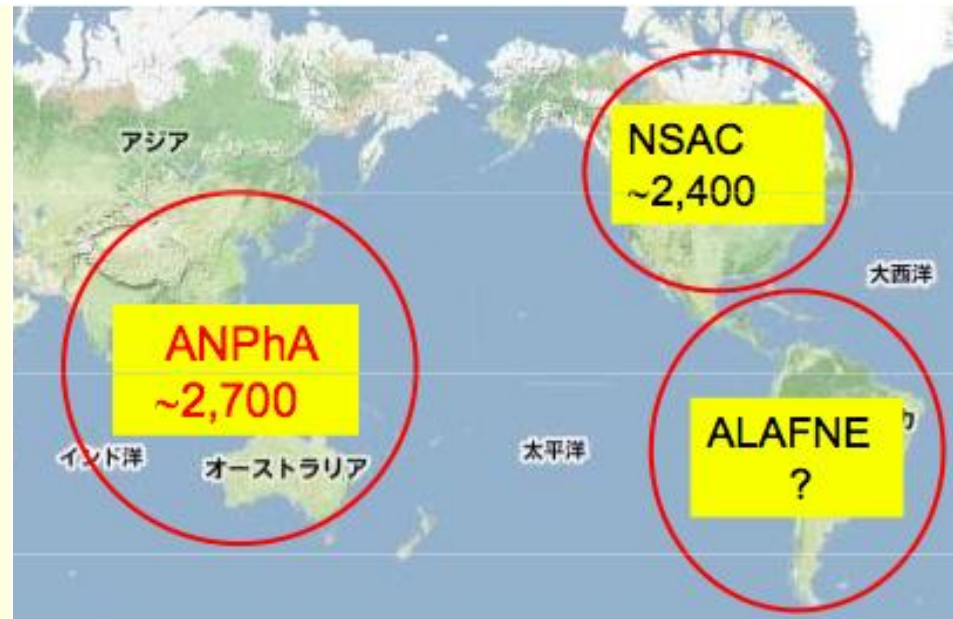 アジア
NSAC
~2,400
大西洋
ANPhA
~2,700
ALAFNE
?
カ
インド洋
オーストラリア
太平洋